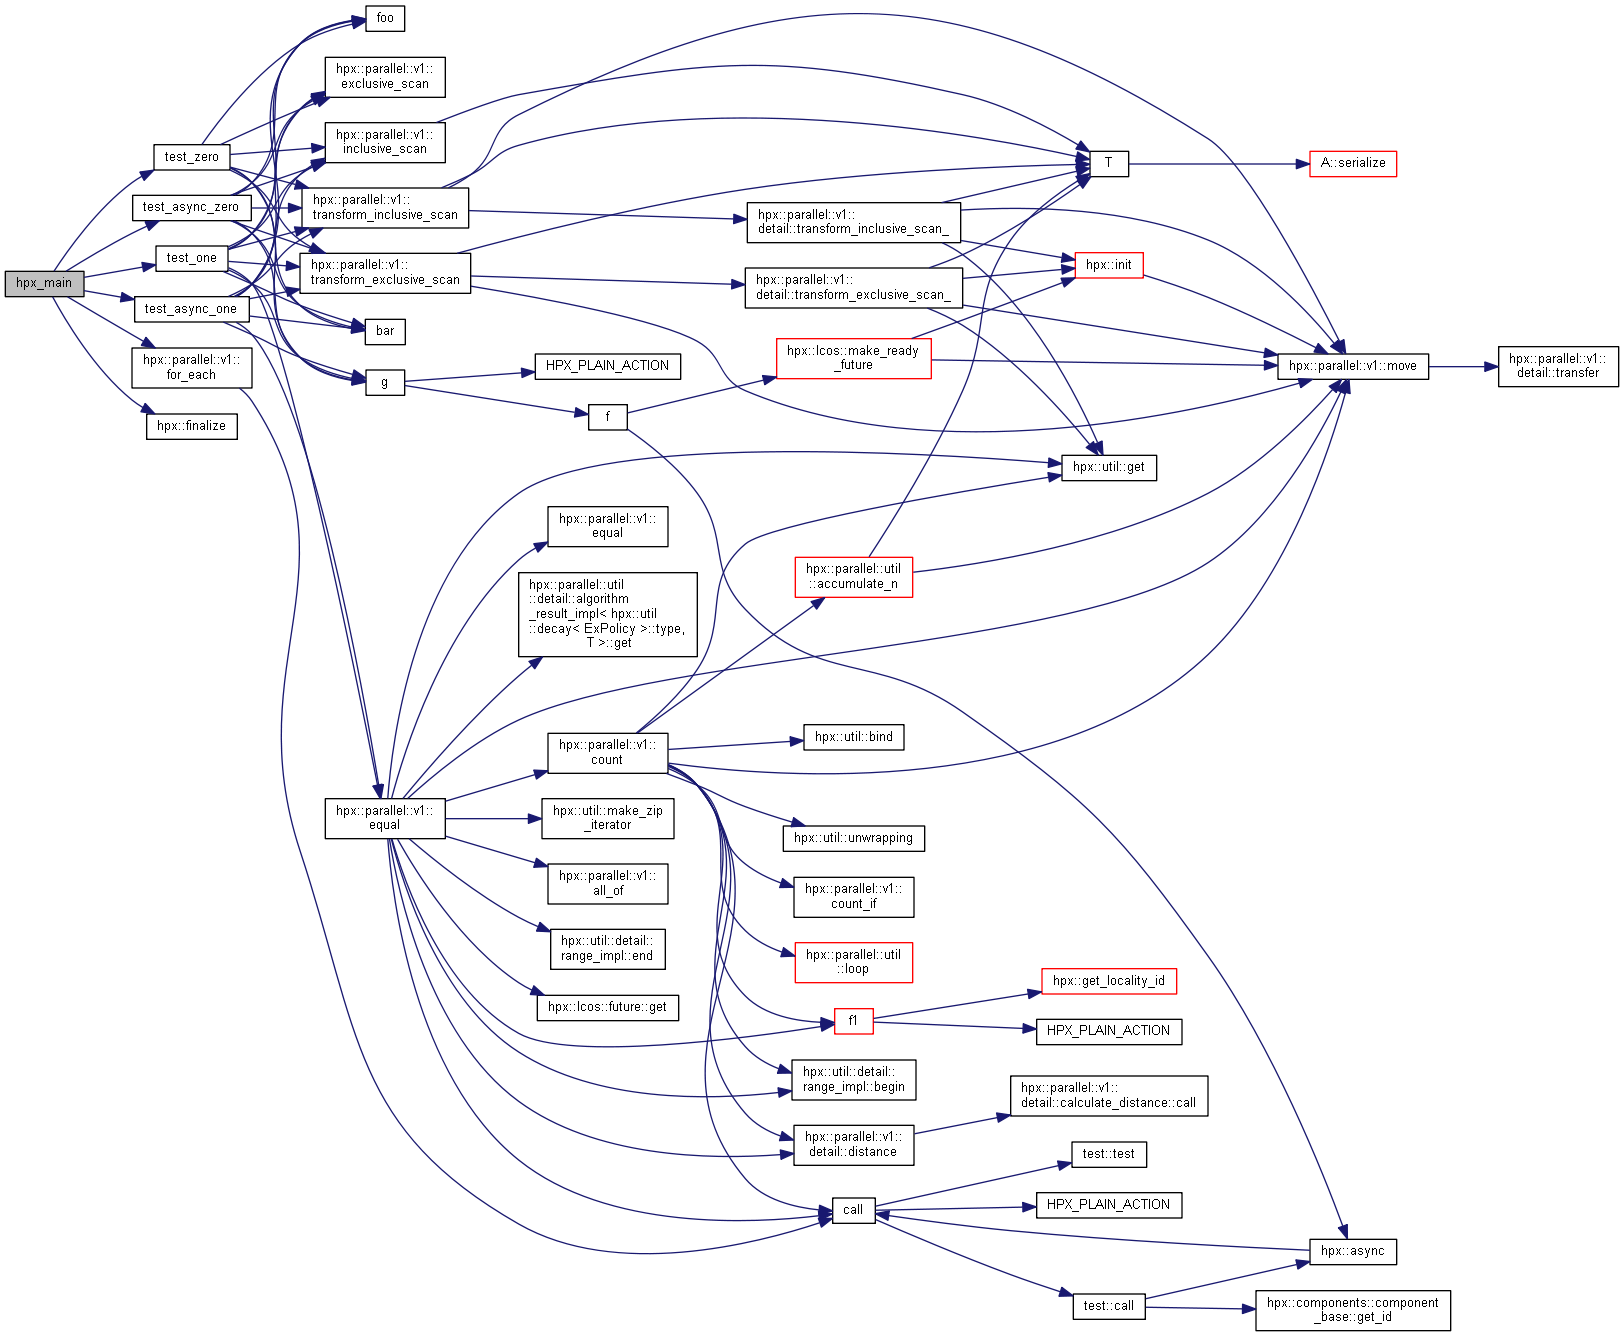 foo
hpx::parallel::v1::
exclusive_scan
hpx::parallel::v1::
inclusive_scan
test_zero
T
A::serialize
hpx::parallel::v1::
transform_inclusive_scan
test_async_zero
hpx::parallel::v1::
detail::transform_inclusive_scan_
test_one
hpx::parallel::v1::
transform_exclusive_scan
hpx::init
hpx_main
hpx::parallel::v1::
detail::transform_exclusive_scan_
test_async_one
bar
hpx::parallel::v1::
for_each
hpx::lcos::make_ready
_future
HPX_PLAIN_ACTION
hpx::parallel::v1::move
hpx::parallel::v1::
detail::transfer
g
f
hpx::finalize
hpx::util::get
hpx::parallel::v1::
equal
hpx::parallel::util
::detail::algorithm
_result_impl< hpx::util
::decay< ExPolicy >::type,
T >::get
hpx::parallel::util
::accumulate_n
hpx::parallel::v1::
count
hpx::util::bind
hpx::parallel::v1::
equal
hpx::util::make_zip
_iterator
hpx::util::unwrapping
hpx::parallel::v1::
all_of
hpx::parallel::v1::
count_if
hpx::util::detail::
range_impl::end
hpx::parallel::util
::loop
hpx::lcos::future::get
hpx::get_locality_id
f1
HPX_PLAIN_ACTION
hpx::util::detail::
range_impl::begin
hpx::parallel::v1::
detail::calculate_distance::call
hpx::parallel::v1::
detail::distance
test::test
call
HPX_PLAIN_ACTION
hpx::async
test::call
hpx::components::component
_base::get_id